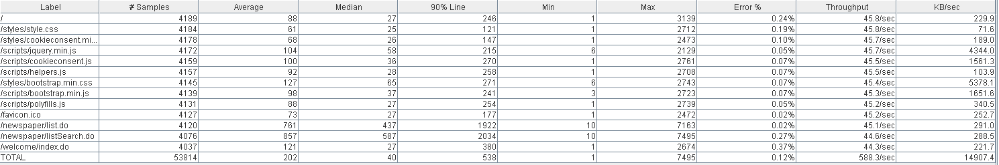 Label # Samples Average Median 90% Line Min Max Error % Throughput KB/sec
/ 4189 88 27 246 1 3139 0.24% 45.8/sec 229.9
/styles/style.css 4184 61 25 121 1 2712 0.19% 45.8/sec 71.6
/styles/cookieconsent.mi... 4178 68 26 147 1 2473 0.10% 45.7/sec 189.0
/scripts/jquery.min.js 4172 104 58 215 6 2129 0.05% 45.7/sec 4344.0
/scripts/cookieconsent.js 4159 100 36 270 1 2761 0.07% 45.5/sec 1561.3
/scripts/helpers.js 4157 92 28 258 1 2708 0.07% 45.5/sec 103.9
/styles/bootstrap.min.css 4145 127 65 271 6 2743 0.07% 45.4/sec 5378.1
/scripts/bootstrap.min.js 4139 98 37 241 3 2723 0.07% 45.3/sec 1651.6
/scripts/polyfills.js 4131 88 27 254 1 2739 0.05% 45.2/sec 340.5
/favicon.ico 4127 73 27 177 1 2472 0.02% 45.2/sec 252.7
/newspaper/list.do 4120 761 437 1922 10 7163 0.02% 45.1/sec 291.0
/newspaper/listSearch.do 4076 857 587 2034 10 7495 0.27% 44.6/sec 288.5
/welcome/index.do 4037 121 27 380 1 2674 0.37% 44.3/sec 221.7
TOTAL 53814 202 40 538 1 7495 0.12% 588.3/sec 14907.4